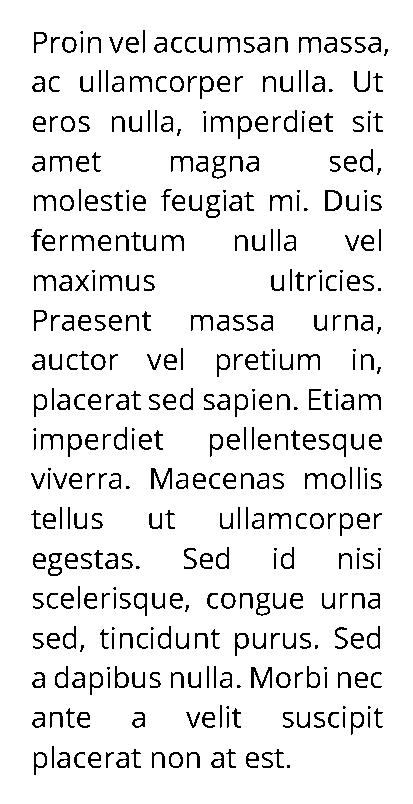 Proin vel accumsan massa,
ac ullamcorper nulla. Ut
eros nulla, imperdiet sit
amet magna sed,
molestie feugiat mi. Duis
fermentum nulla vel
maximus ultricies.
Praesent massa urna,
auctor vel pretium in,
placerat sed sapien. Etiam
imperdiet pellentesque
viverra. Maecenas mollis
tellus ut ullamcorper
egestas. Sed id nisi
scelerisque, congue urna
sed, tincidunt purus. Sed
a dapibus nulla. Morbi nec
ante a velit suscipit
placerat non at est.